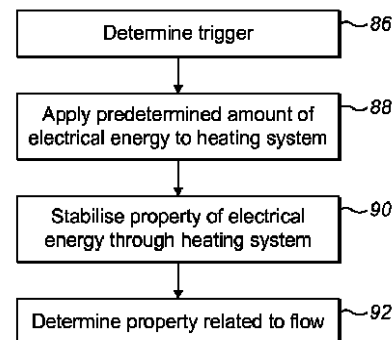 Determine trigger
86
Apply predetermined amount of
electrical energy to heating system
88
Stabilise property of electrical
energy through heating system
90
Determine property related to flow
92